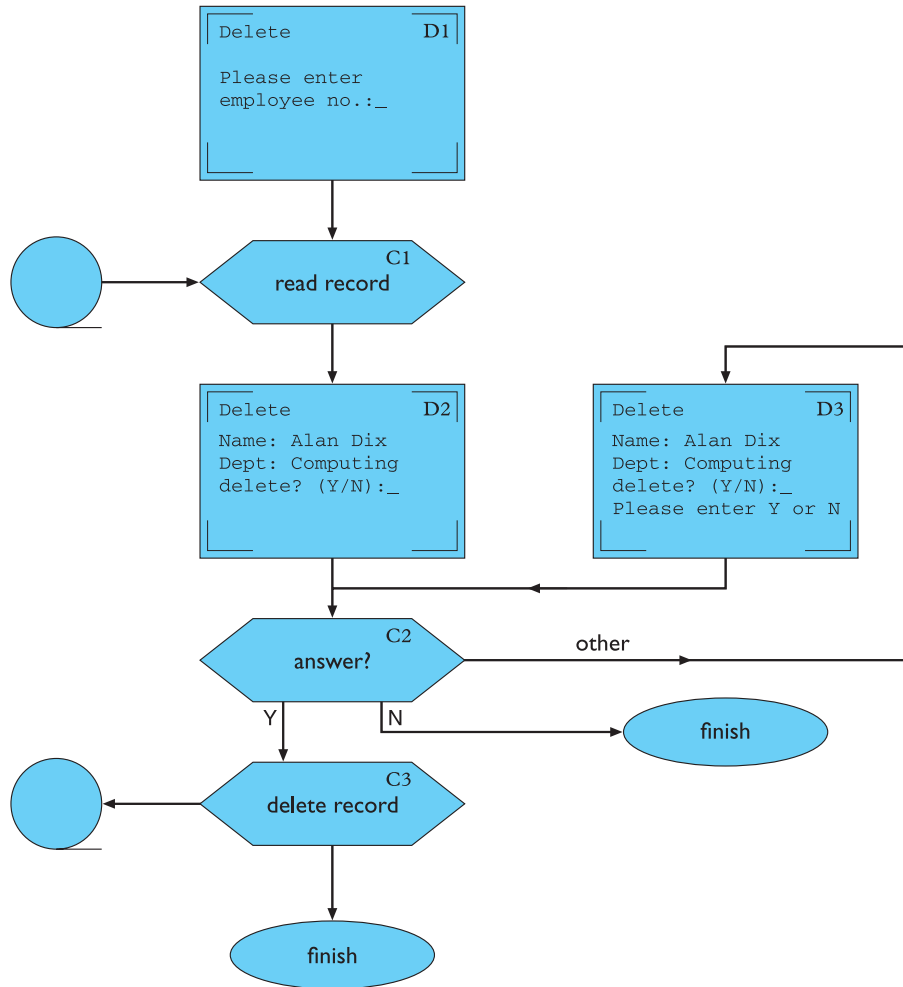 Delete D1
Please enter
employee no.:_
C1
read record
Delete D2
Name: Alan Dix
Dept: Computing
delete? (Y/N):_
Delete D3
Name: Alan Dix
Dept: Computing
delete? (Y/N):_
Please enter Y or N
C2
answer?
other
Y
N
finish
C3
delete record
finish